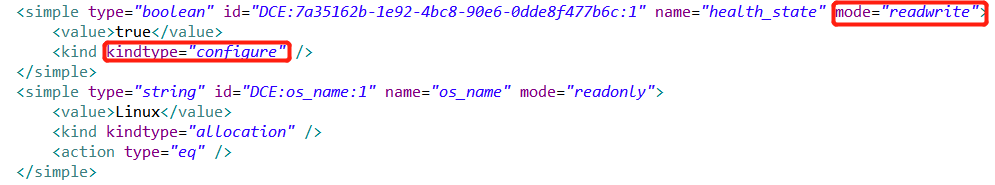 <simple type="boolean" id="DCE:7a35162b-1e92-4bc8-90e6-0dde8f477b6c:1" name="health_state" mode="readwrite">
<value>true</value>
<kind kindtype="configure" />
</simple>
<simple type="string" id="DCE:os_name:1" name="os_name" mode="readonly">
<value>Linux</value>
<kind kindtype="allocation" />
<action type="eq" />
</simple>